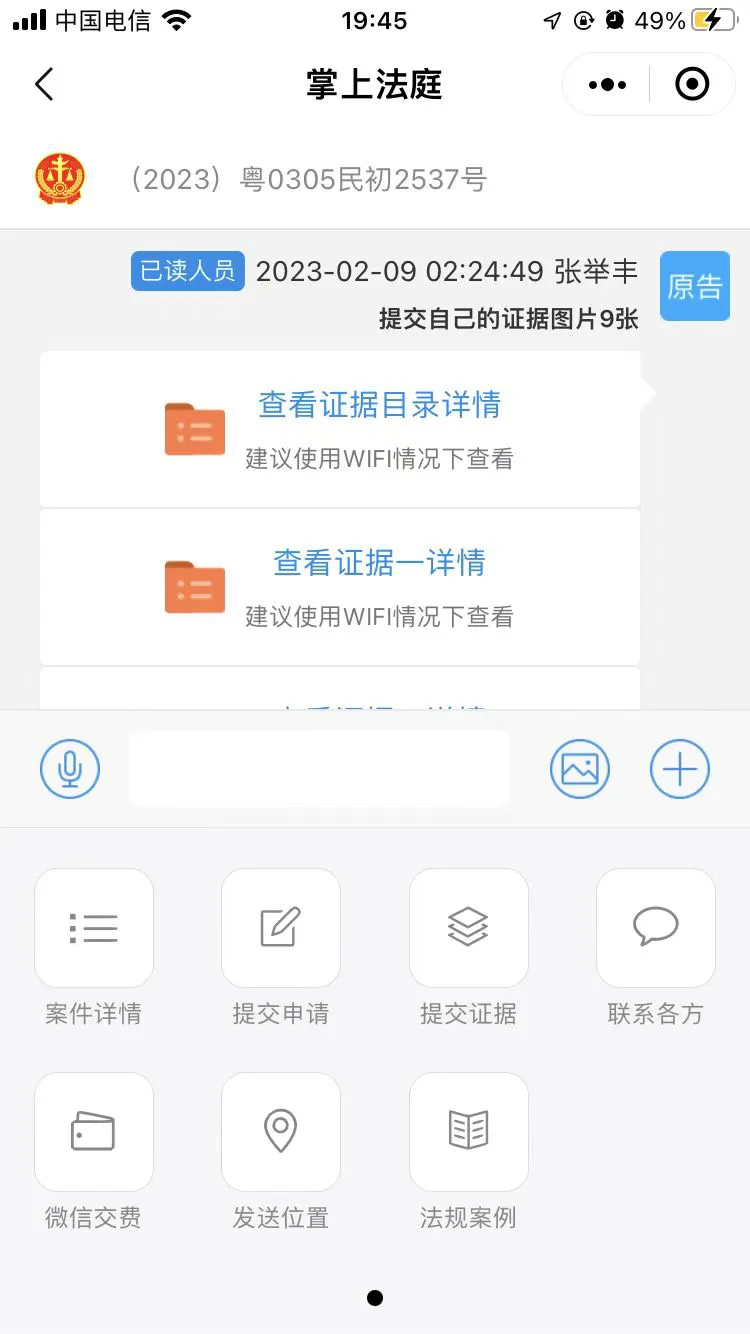 中国电信 19:45 49%
掌上法庭
（2023）粤0305民初2537号
已读人员 2023-02-09 02:24:49 张举丰 原告
提交自己的证据图片9张
查看证据目录详情
建议使用WIFI情况下查看
查看证据一详情
建议使用WIFI情况下查看
案件详情 提交申请 提交证据 联系各方
微信交费 发送位置 法规案例